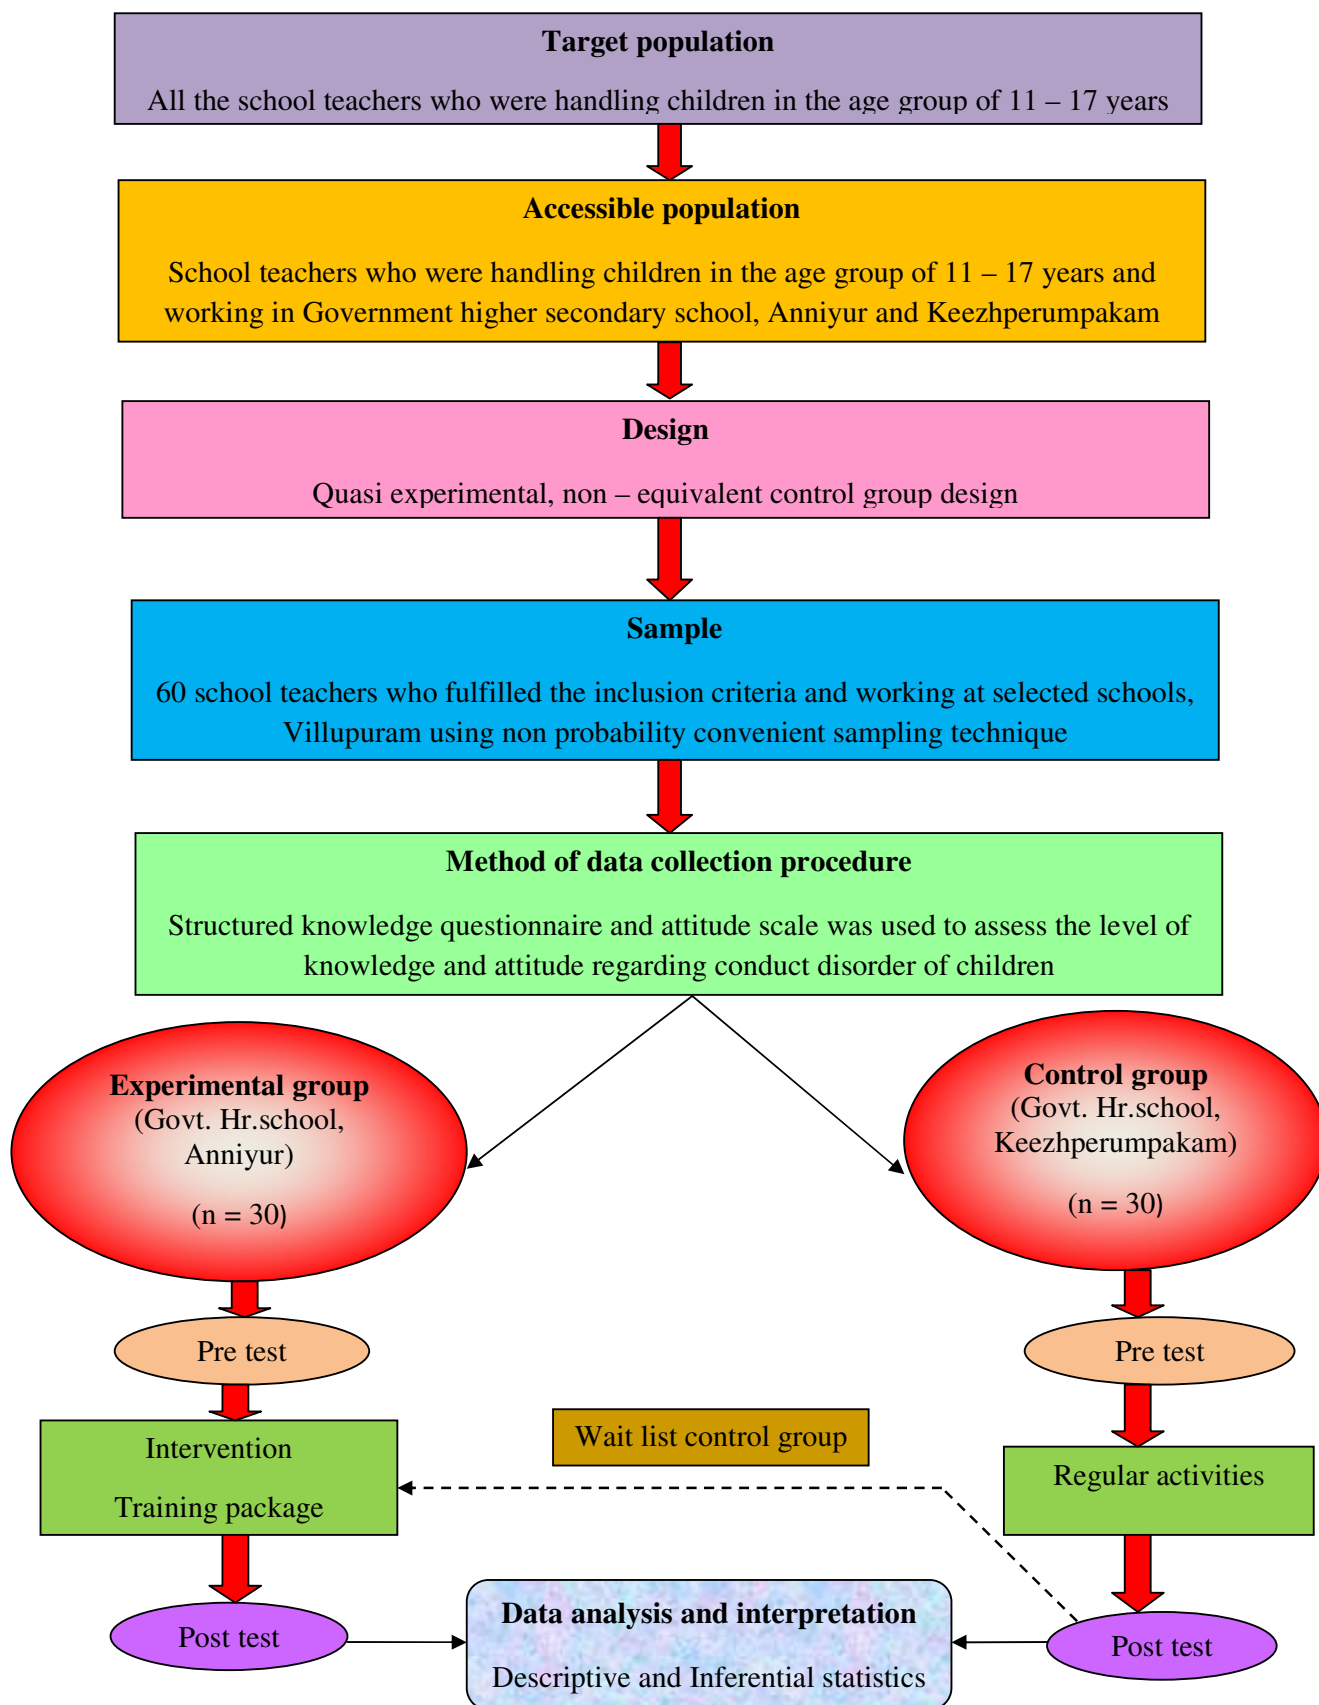 Target population
All the school teachers who were handling children in the age group of 11 – 17 years
Accessible population
School teachers who were handling children in the age group of 11 – 17 years and
working in Government higher secondary school, Anniyur and Keezhperumpakam
Design
Quasi experimental, non – equivalent control group design
Sample
60 school teachers who fulfilled the inclusion criteria and working at selected schools,
Villupuram using non probability convenient sampling technique
Method of data collection procedure
Structured knowledge questionnaire and attitude scale was used to assess the level of
knowledge and attitude regarding conduct disorder of children
Experimental group
(Govt. Hr.school,
Anniyur)
(n = 30)
Control group
(Govt. Hr.school,
Keezhperumpakam)
(n = 30)
Pre test
Pre test
Intervention
Training package
Wait list control group
Regular activities
Post test
Data analysis and interpretation
Descriptive and Inferential statistics
Post test